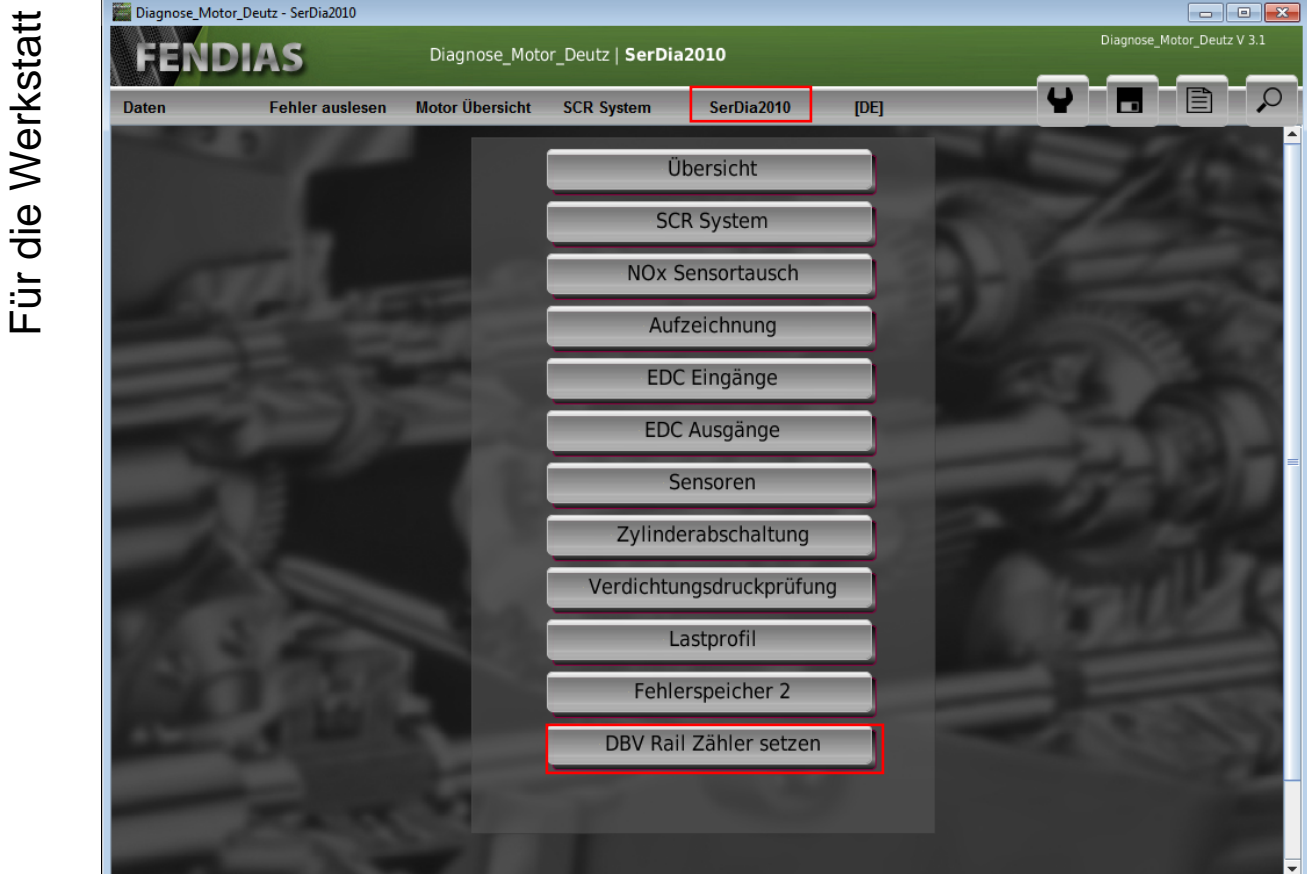 Für die Werkstatt
Diagnose_Motor_Deutz - SerDia2010
FENDIAS
Diagnose_Motor_Deutz | SerDia2010
Diagnose_Motor_Deutz V 3.1
Daten Fehler auslesen Motor Übersicht SCR System SerDia2010 [DE]
Übersicht
SCR System
NOx Sensortausch
Aufzeichnung
EDC Eingänge
EDC Ausgänge
Sensoren
Zylinderabschaltung
Verdichtungsdruckprüfung
Lastprofil
Fehlerspeicher 2
DBV Rail Zähler setzen